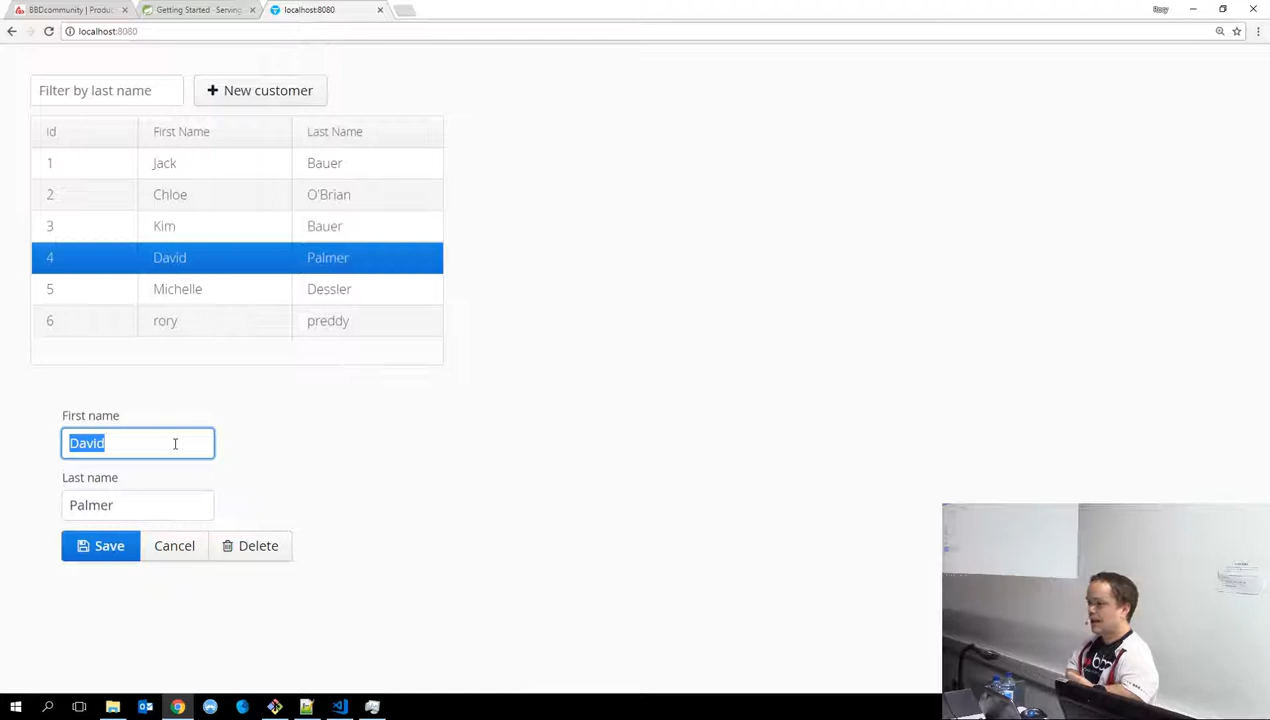 BBDcommunity | Produc
Getting Started · Serving
localhost:8080
localhost:8080
Filter by last name
New customer
Id First Name Last Name
1 Jack Bauer
2 Chloe O'Brian
3 Kim Bauer
4 David Palmer
5 Michelle Dessler
6 rory preddy
First name
David
Last name
Palmer
Save Cancel Delete